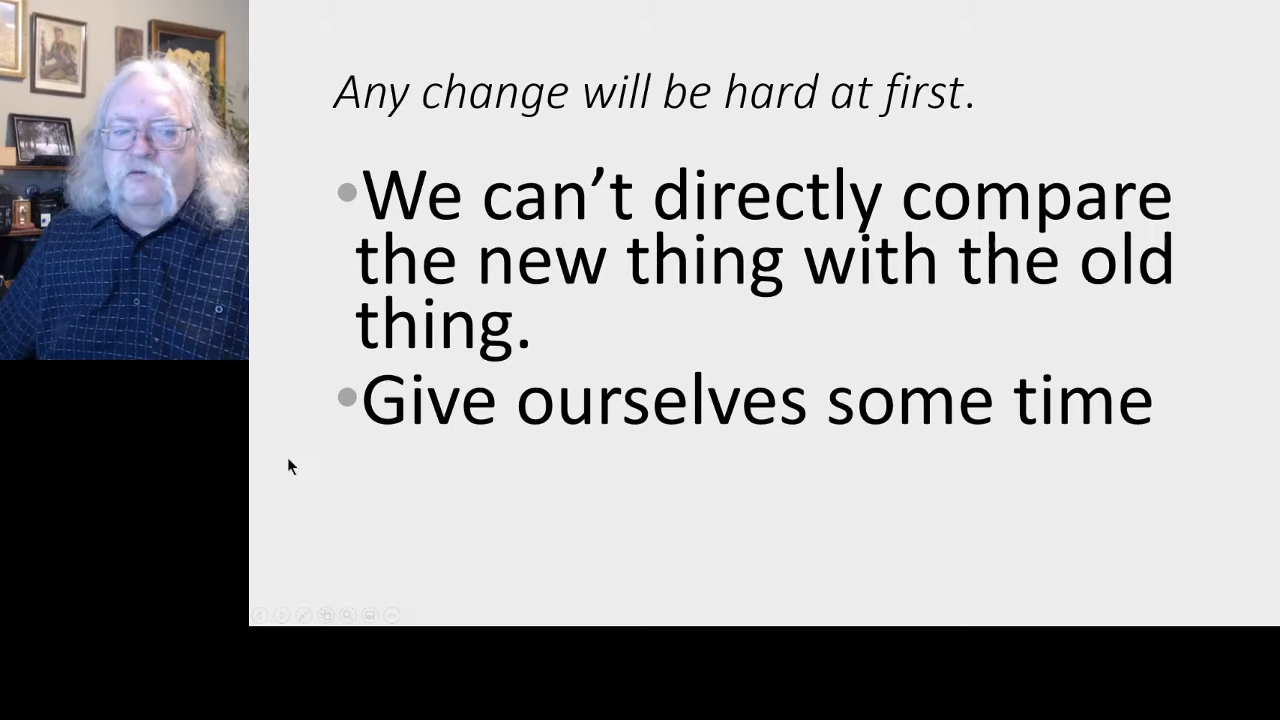 Any change will be hard at first.
•We can’t directly compare
the new thing with the old
thing.
•Give ourselves some time